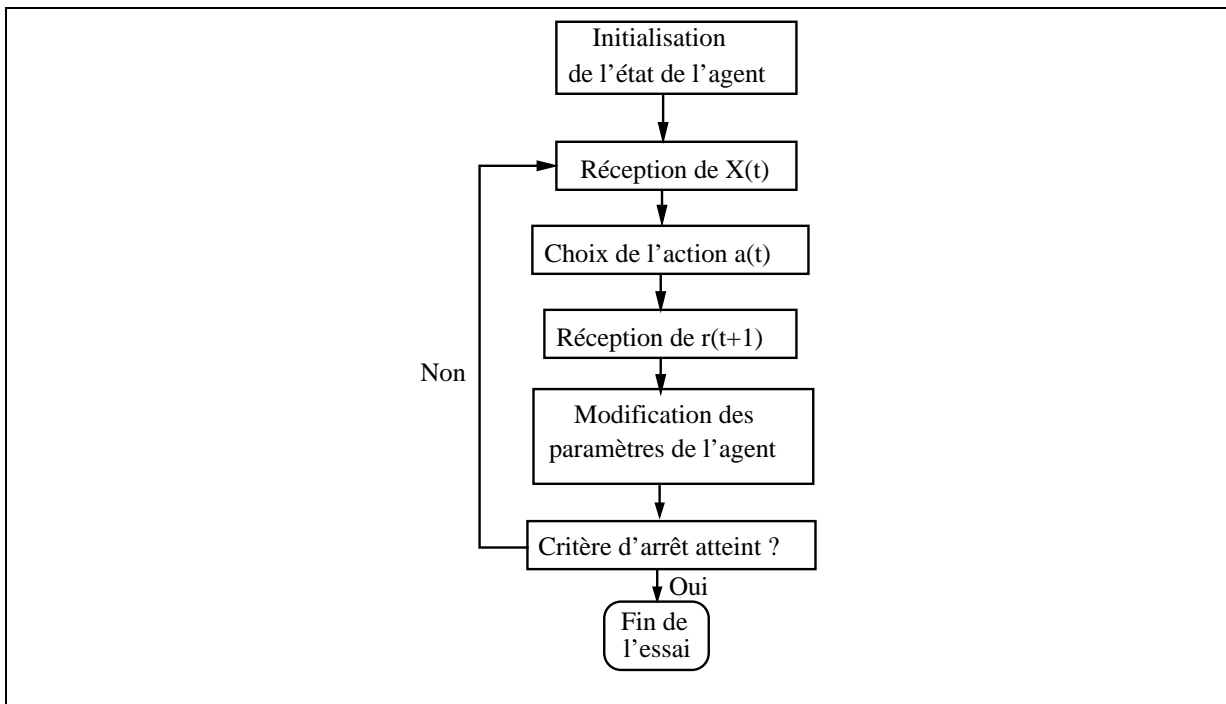 Initialisation
de l’état de l’agent
Réception de X(t)
Choix de l’action a(t)
Réception de r(t+1)
Non
Modification des
paramètres de l’agent
Critère d’arrêt atteint ?
Oui
Fin de
l’essai